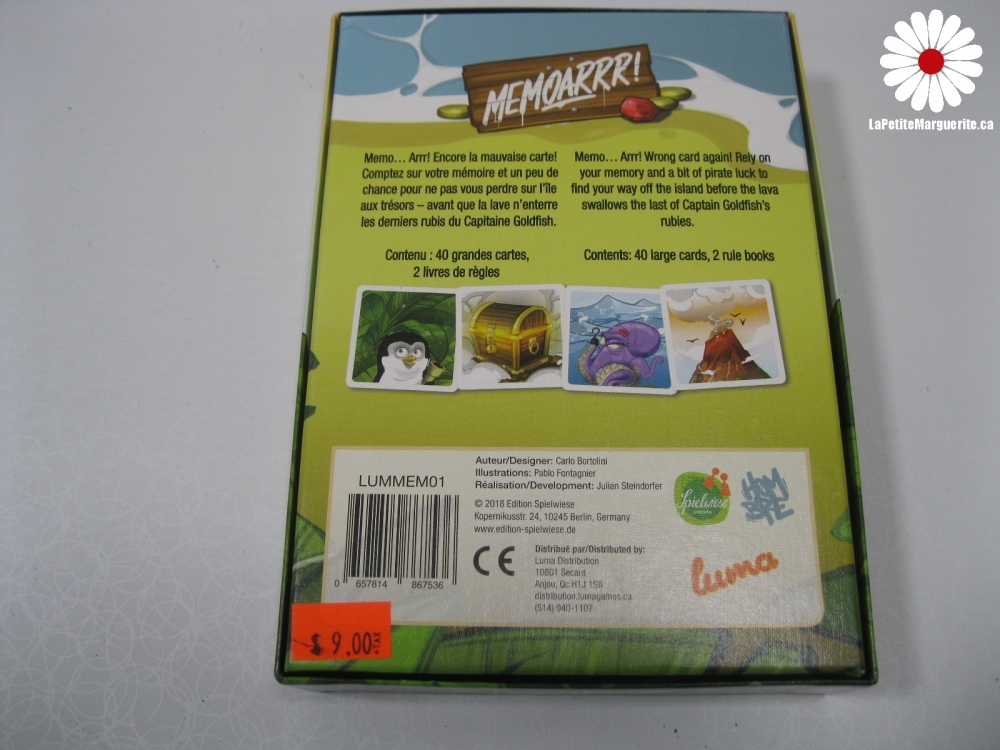 LaPetiteMarguerite.ca
MEMOARRR!
Memo... Arrr! Encore la mauvaise carte!
Comptez sur votre mémoire et un peu de
chance pour ne pas vous perdre sur l'île
aux trésors – avant que la lave n'enterre
les derniers rubis du Capitaine Goldfish.
Contenu : 40 grandes cartes,
2 livres de règles
Memo... Arrr! Wrong card again! Rely on
your memory and a bit of pirate luck to
find your way off the island before the lava
swallows the last of Captain Goldfish's
rubies.
Contents: 40 large cards, 2 rule books
LUMMEM01
0 657814 867536
Auteur/Designer: Carlo Bortolini
Illustrations: Pablo Fontagnier
Réalisation/Development: Julian Steindorfer
© 2018 Edition Spielwiese
Kopernikusstr. 24, 10245 Berlin, Germany
www.edition-spielwiese.de
CE
Distribué par/Distributed by:
Luma Distribution
10801 Secant
Anjou, Qc H1J 1S8
distribution.lumagames.ca
(514) 940-1107
Spielwiese
HOM
BRE
luma
$ 9.00 +TAX